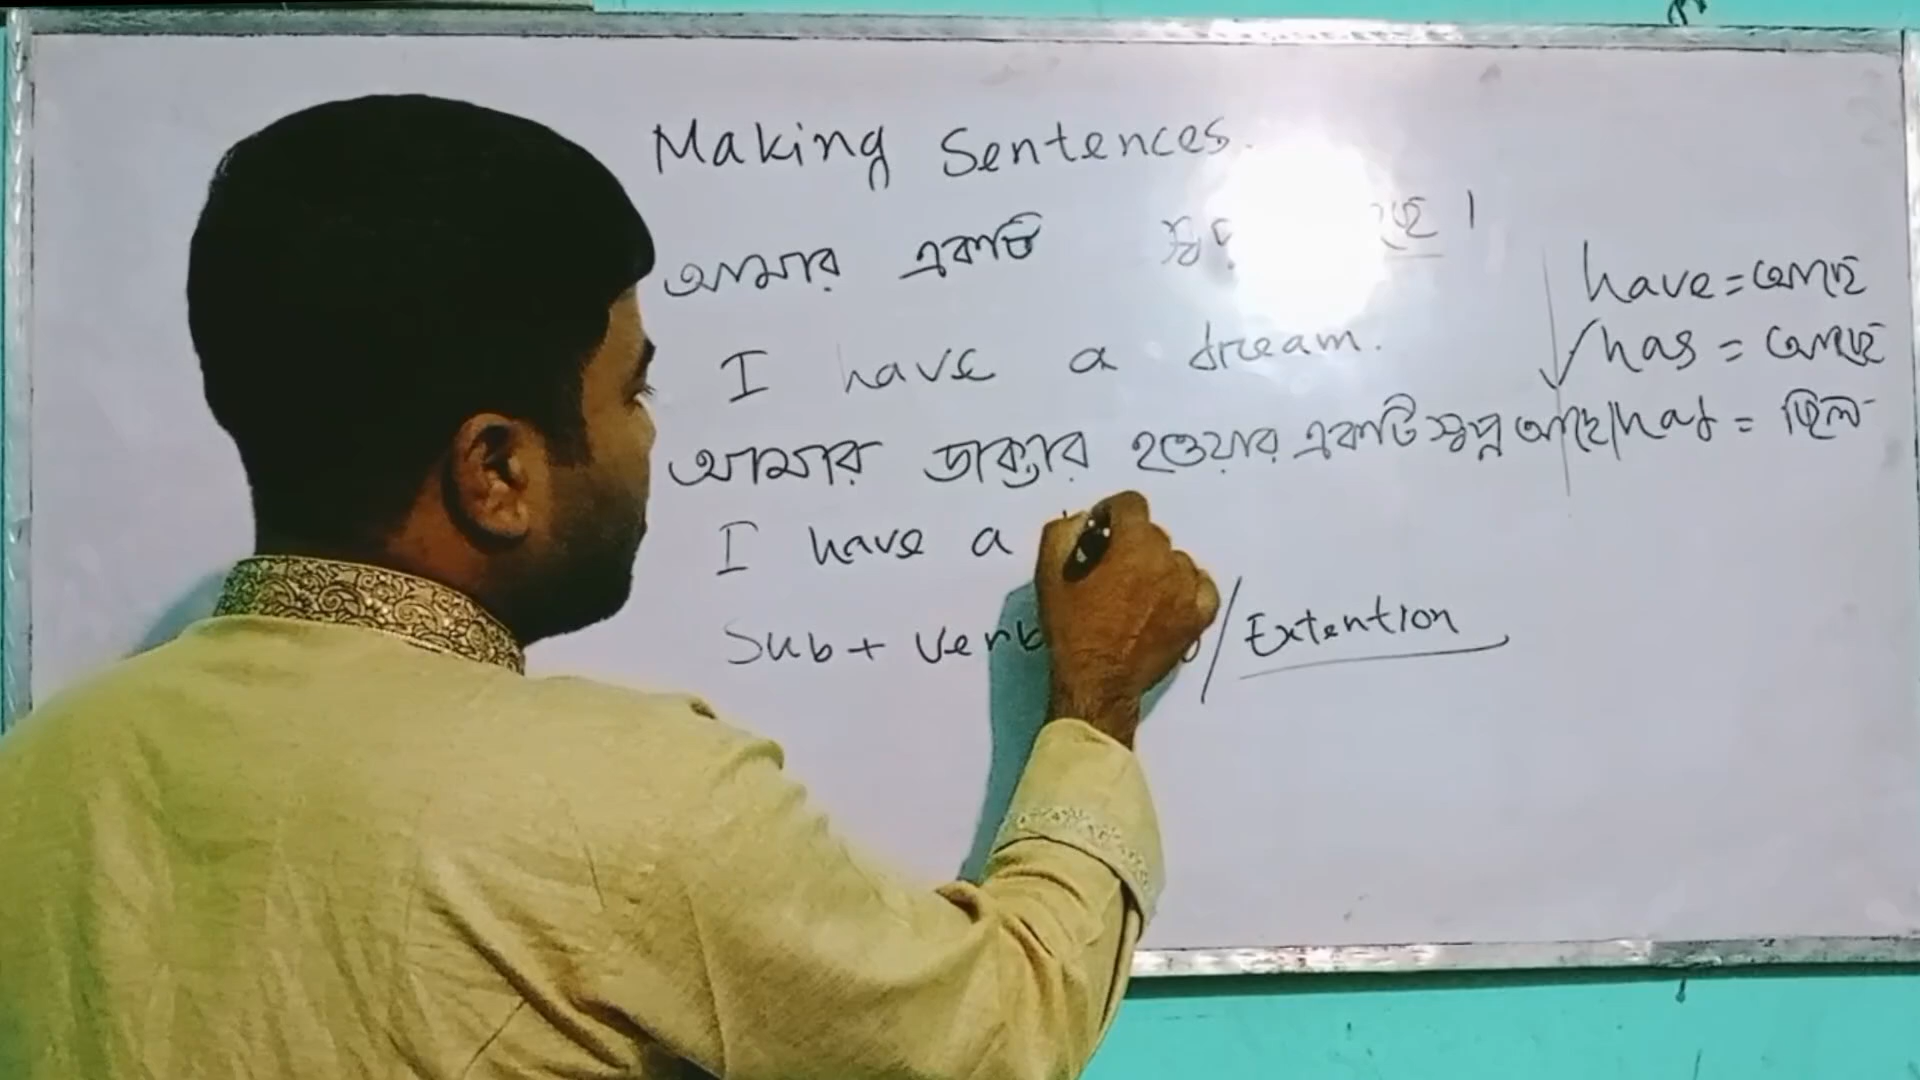 Making Sentences.
আমার একটি
I have a dream.
আমার ডাক্তার হওয়ার একটি স্বপ্ন আছে।
I have a
Sub + Verb / Extention
have = আছে
has = আছে
had = ছিল